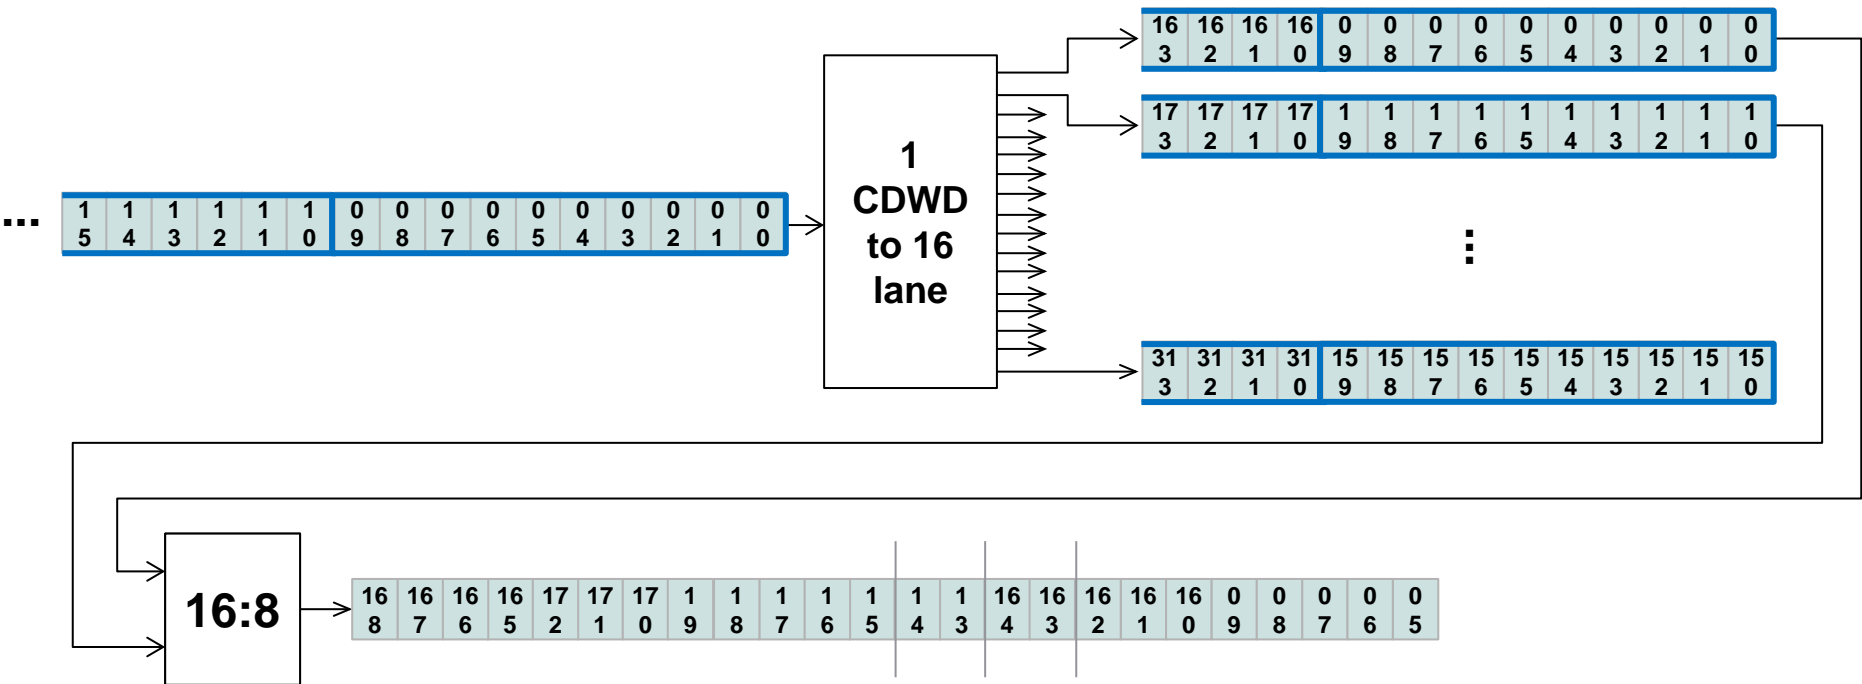 16 16 16 16 0 0 0 0 0 0 0 0 0 0
3 2 1 0 9 8 7 6 5 4 3 2 1 0
17 17 17 17 1 1 1 1 1 1 1 1 1 1
3 2 1 0 9 8 7 6 5 4 3 2 1 0
1
CDWD
to 16
lane
...
1 1 1 1 1 1 0 0 0 0 0 0 0 0 0 0
5 4 3 2 1 0 9 8 7 6 5 4 3 2 1 0
...
31 31 31 31 15 15 15 15 15 15 15 15 15 15
3 2 1 0 9 8 7 6 5 4 3 2 1 0
16:8
16 16 16 16 17 17 17 1 1 1 1 1 1 1 16 16 16 16 16 0 0 0 0 0
8 7 6 5 2 1 0 9 8 7 6 5 4 3 4 3 2 1 0 9 8 7 6 5